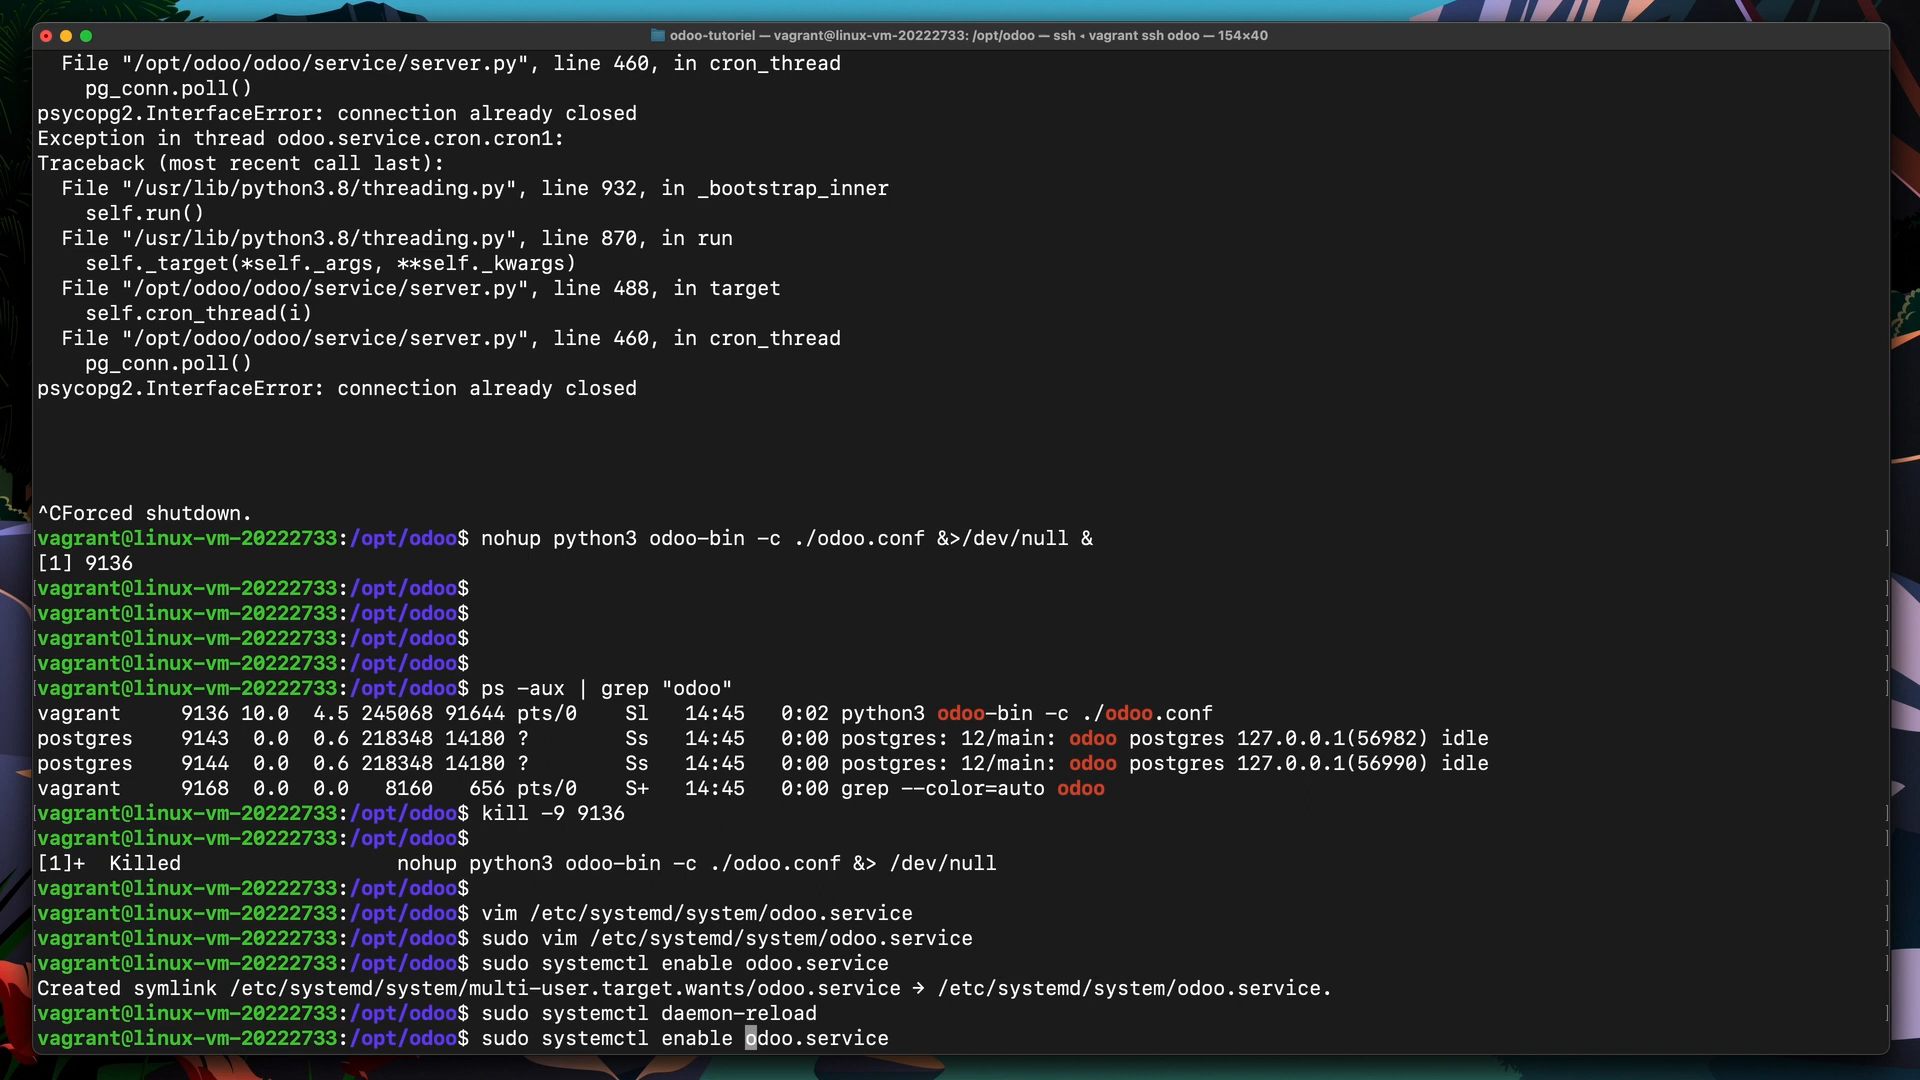 odoo-tutoriel — vagrant@linux-vm-20222733: /opt/odoo — ssh ◂ vagrant ssh odoo — 154×40
  File "/opt/odoo/odoo/service/server.py", line 460, in cron_thread
    pg_conn.poll()
psycopg2.InterfaceError: connection already closed
Exception in thread odoo.service.cron.cron1:
Traceback (most recent call last):
  File "/usr/lib/python3.8/threading.py", line 932, in _bootstrap_inner
    self.run()
  File "/usr/lib/python3.8/threading.py", line 870, in run
    self._target(*self._args, **self._kwargs)
  File "/opt/odoo/odoo/service/server.py", line 488, in target
    self.cron_thread(i)
  File "/opt/odoo/odoo/service/server.py", line 460, in cron_thread
    pg_conn.poll()
psycopg2.InterfaceError: connection already closed
^CForced shutdown.
vagrant@linux-vm-20222733:/opt/odoo$ nohup python3 odoo-bin -c ./odoo.conf &>/dev/null &
[1] 9136
vagrant@linux-vm-20222733:/opt/odoo$
vagrant@linux-vm-20222733:/opt/odoo$
vagrant@linux-vm-20222733:/opt/odoo$
vagrant@linux-vm-20222733:/opt/odoo$
vagrant@linux-vm-20222733:/opt/odoo$ ps -aux | grep "odoo"
vagrant     9136 10.0  4.5 245068 91644 pts/0    Sl   14:45   0:02 python3 odoo-bin -c ./odoo.conf
postgres    9143  0.0  0.6 218348 14180 ?        Ss   14:45   0:00 postgres: 12/main: odoo postgres 127.0.0.1(56982) idle
postgres    9144  0.0  0.6 218348 14180 ?        Ss   14:45   0:00 postgres: 12/main: odoo postgres 127.0.0.1(56990) idle
vagrant     9168  0.0  0.0   8160   656 pts/0    S+   14:45   0:00 grep --color=auto odoo
vagrant@linux-vm-20222733:/opt/odoo$ kill -9 9136
vagrant@linux-vm-20222733:/opt/odoo$
[1]+  Killed                  nohup python3 odoo-bin -c ./odoo.conf &> /dev/null
vagrant@linux-vm-20222733:/opt/odoo$
vagrant@linux-vm-20222733:/opt/odoo$ vim /etc/systemd/system/odoo.service
vagrant@linux-vm-20222733:/opt/odoo$ sudo vim /etc/systemd/system/odoo.service
vagrant@linux-vm-20222733:/opt/odoo$ sudo systemctl enable odoo.service
Created symlink /etc/systemd/system/multi-user.target.wants/odoo.service → /etc/systemd/system/odoo.service.
vagrant@linux-vm-20222733:/opt/odoo$ sudo systemctl daemon-reload
vagrant@linux-vm-20222733:/opt/odoo$ sudo systemctl enable odoo.service